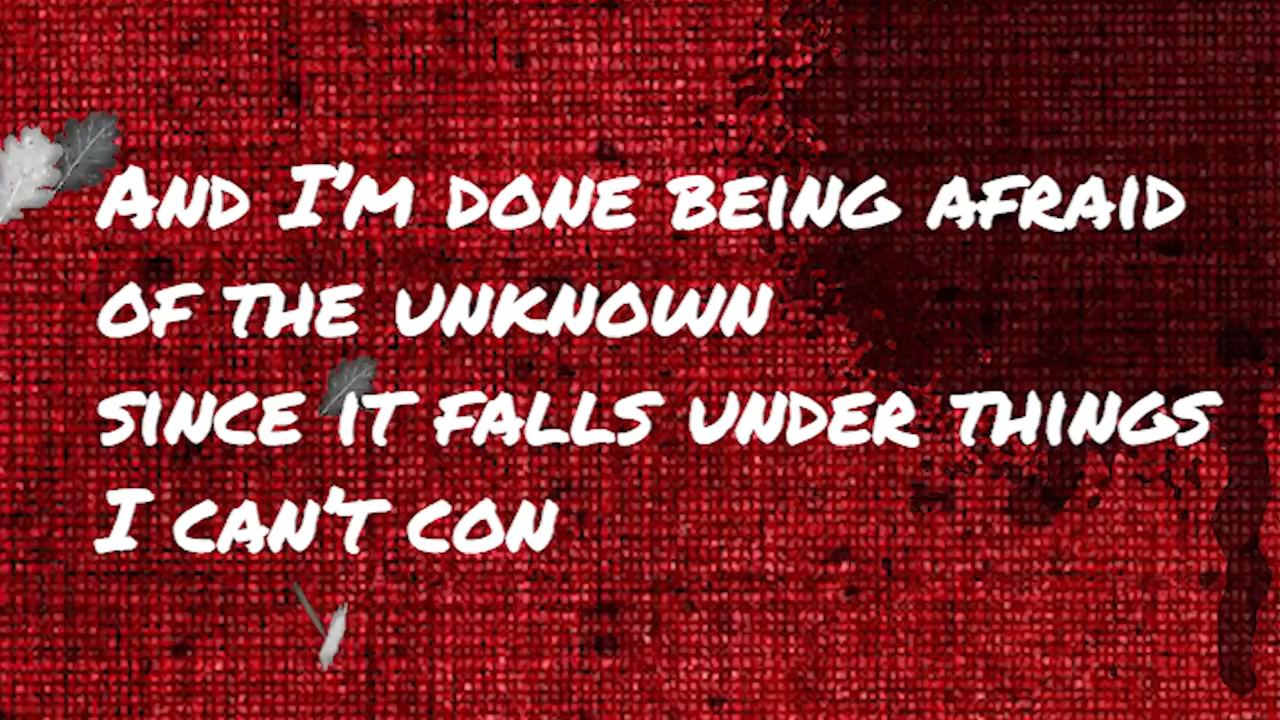 And I'm done being afraid
of the unknown
since it falls under things
I can't con